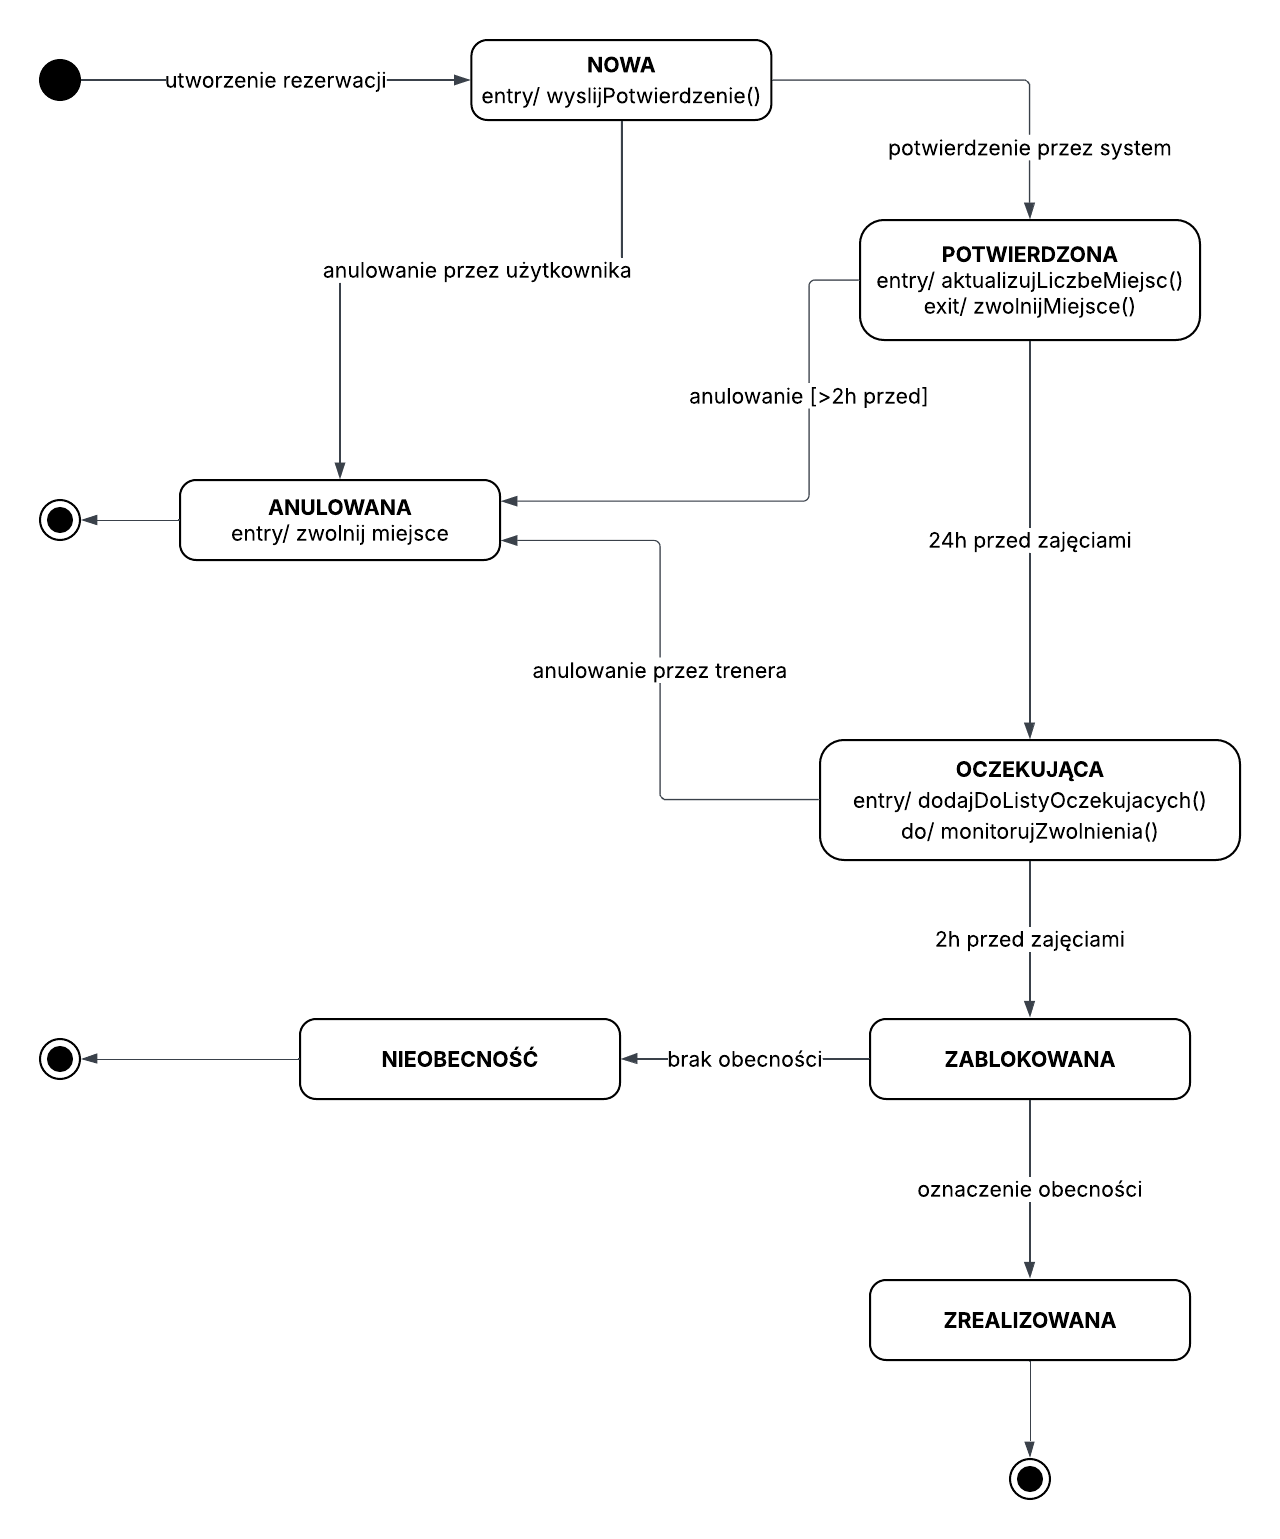 utworzenie rezerwacji
NOWA
entry/ wyslijPotwierdzenie()
potwierdzenie przez system
anulowanie przez użytkownika
POTWIERDZONA
entry/ aktualizujLiczbeMiejsc()
exit/ zwolnijMiejsce()
anulowanie [>2h przed]
ANULOWANA
entry/ zwolnij miejsce
24h przed zajęciami
anulowanie przez trenera
OCZEKUJĄCA
entry/ dodajDoListyOczekujacych()
do/ monitorujZwolnienia()
2h przed zajęciami
NIEOBECNOŚĆ
brak obecności
ZABLOKOWANA
oznaczenie obecności
ZREALIZOWANA